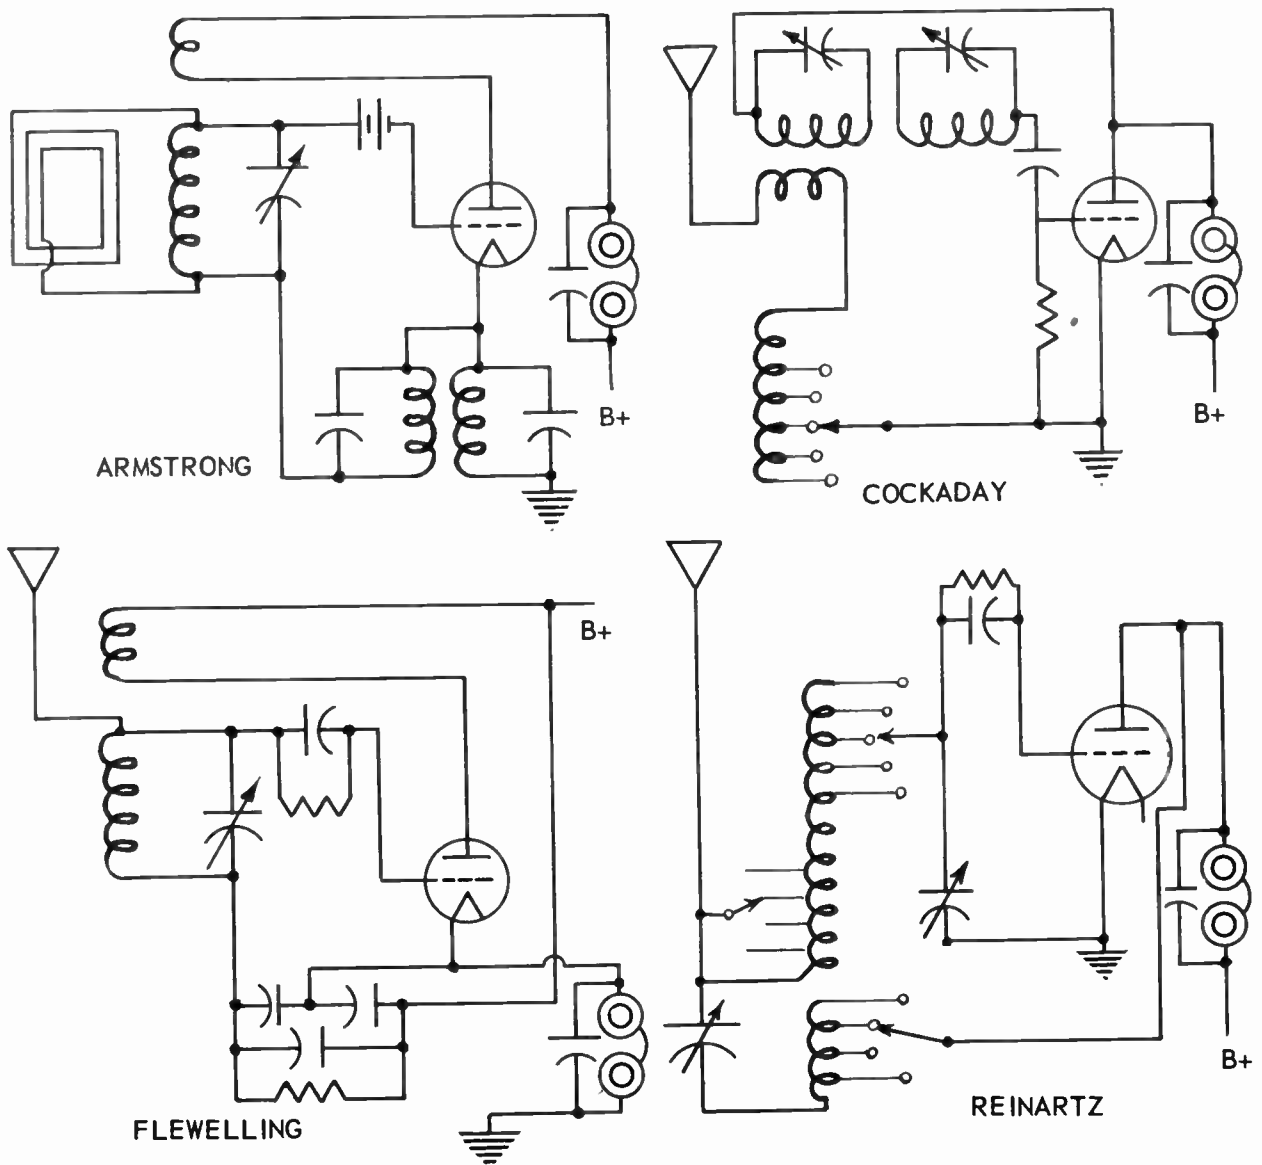 B+
ARMSTRONG
B+
COCKADAY
B+
FLEWELLING
B+
REINARTZ